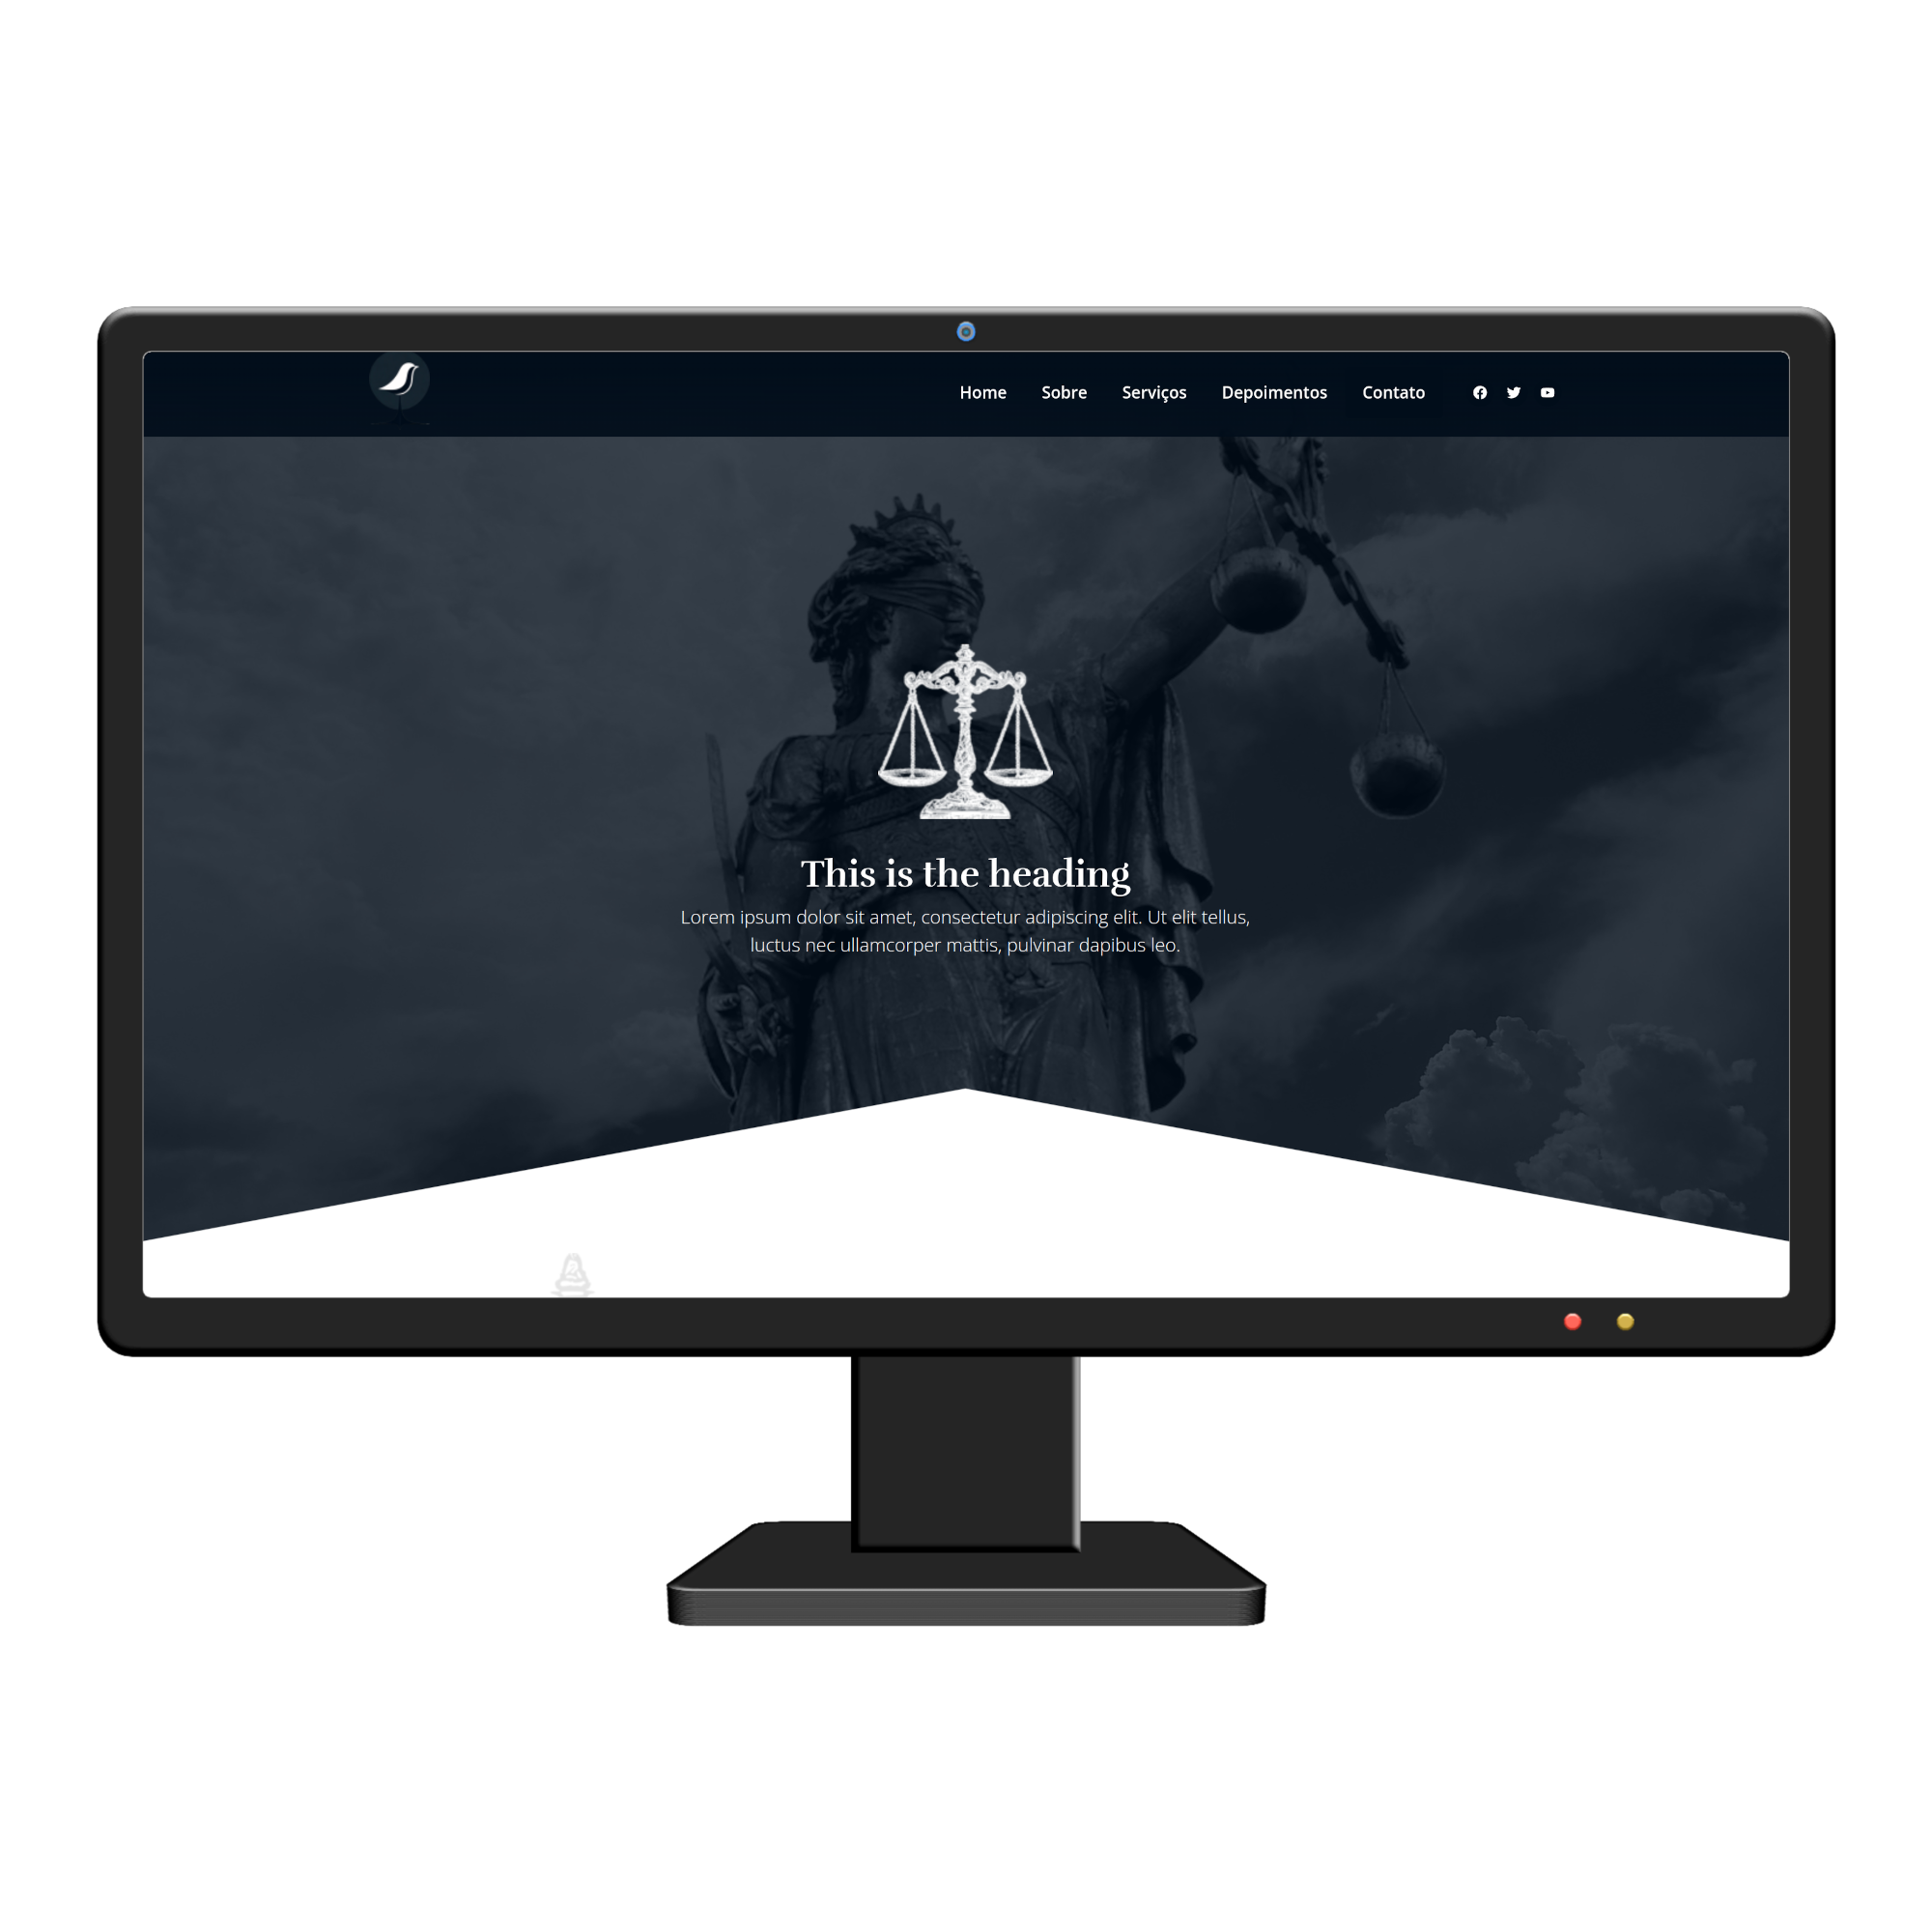 Home Sobre Serviços Depoimentos Contato
This is the heading
Lorem ipsum dolor sit amet, consectetur adipiscing elit. Ut elit tellus,
luctus nec ullamcorper mattis, pulvinar dapibus leo.